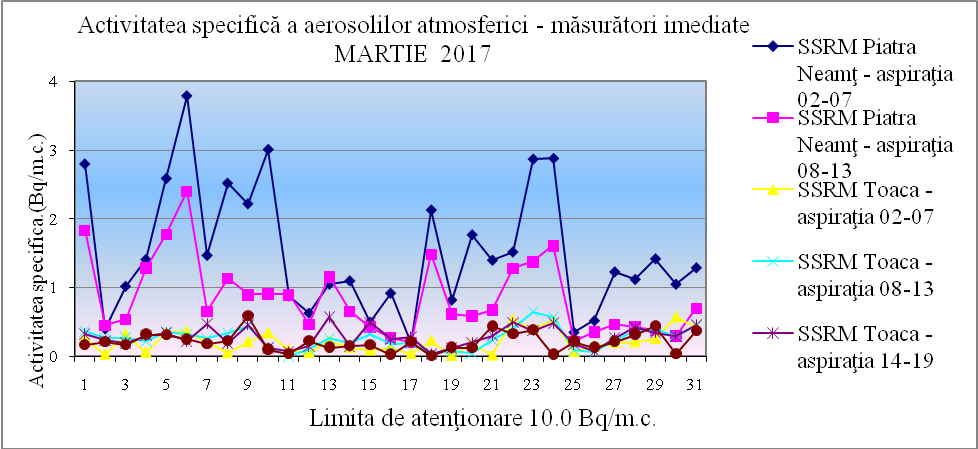 Activitatea specifică a aerosolilor atmosferici - măsurători imediate
MARTIE 2017
Activitatea specifica.(Bq/m.c.)
4
3
2
1
0
1 3 5 7 9 11 13 15 17 19 21 23 25 27 29 31
Limita de atenţionare 10.0 Bq/m.c.
SSRM Piatra
Neamţ - aspiraţia
02-07
SSRM Piatra
Neamţ - aspiraţia
08-13
SSRM Toaca -
aspiraţia 02-07
SSRM Toaca -
aspiraţia 08-13
SSRM Toaca -
aspiraţia 14-19